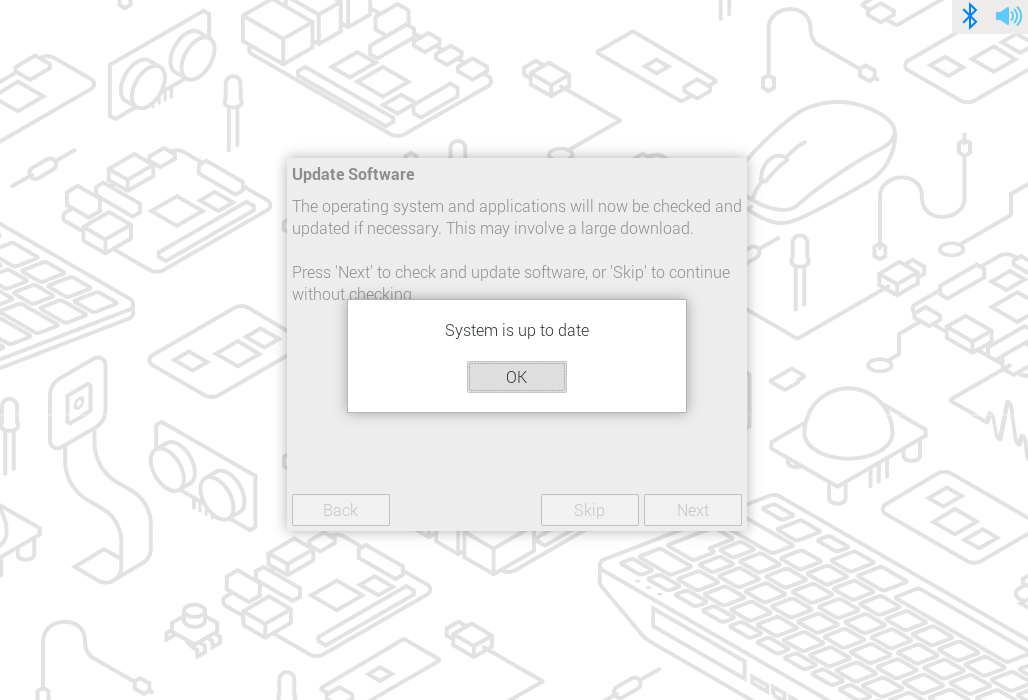 Update Software
The operating system and applications will now be checked and
updated if necessary. This may involve a large download.
Press 'Next' to check and update software, or 'Skip' to continue
without checking.
System is up to date
OK
Back
Skip
Next